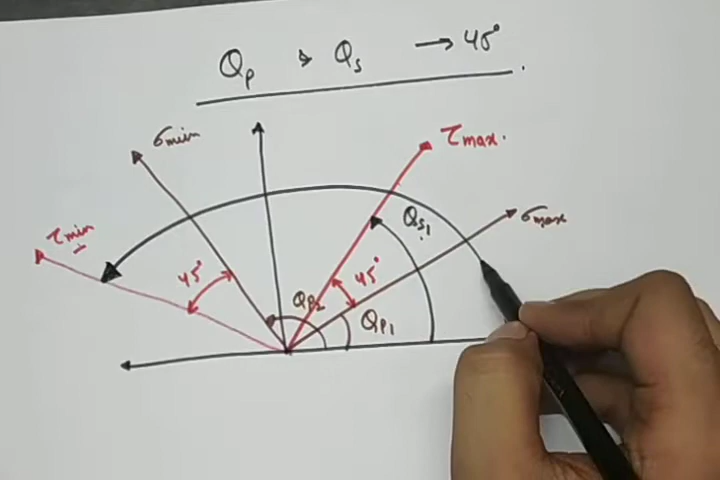 Qp & Qs → 45°
σmin
τmax.
τmin
Qs1
σmax
45°
Qp2
45°
Qp1